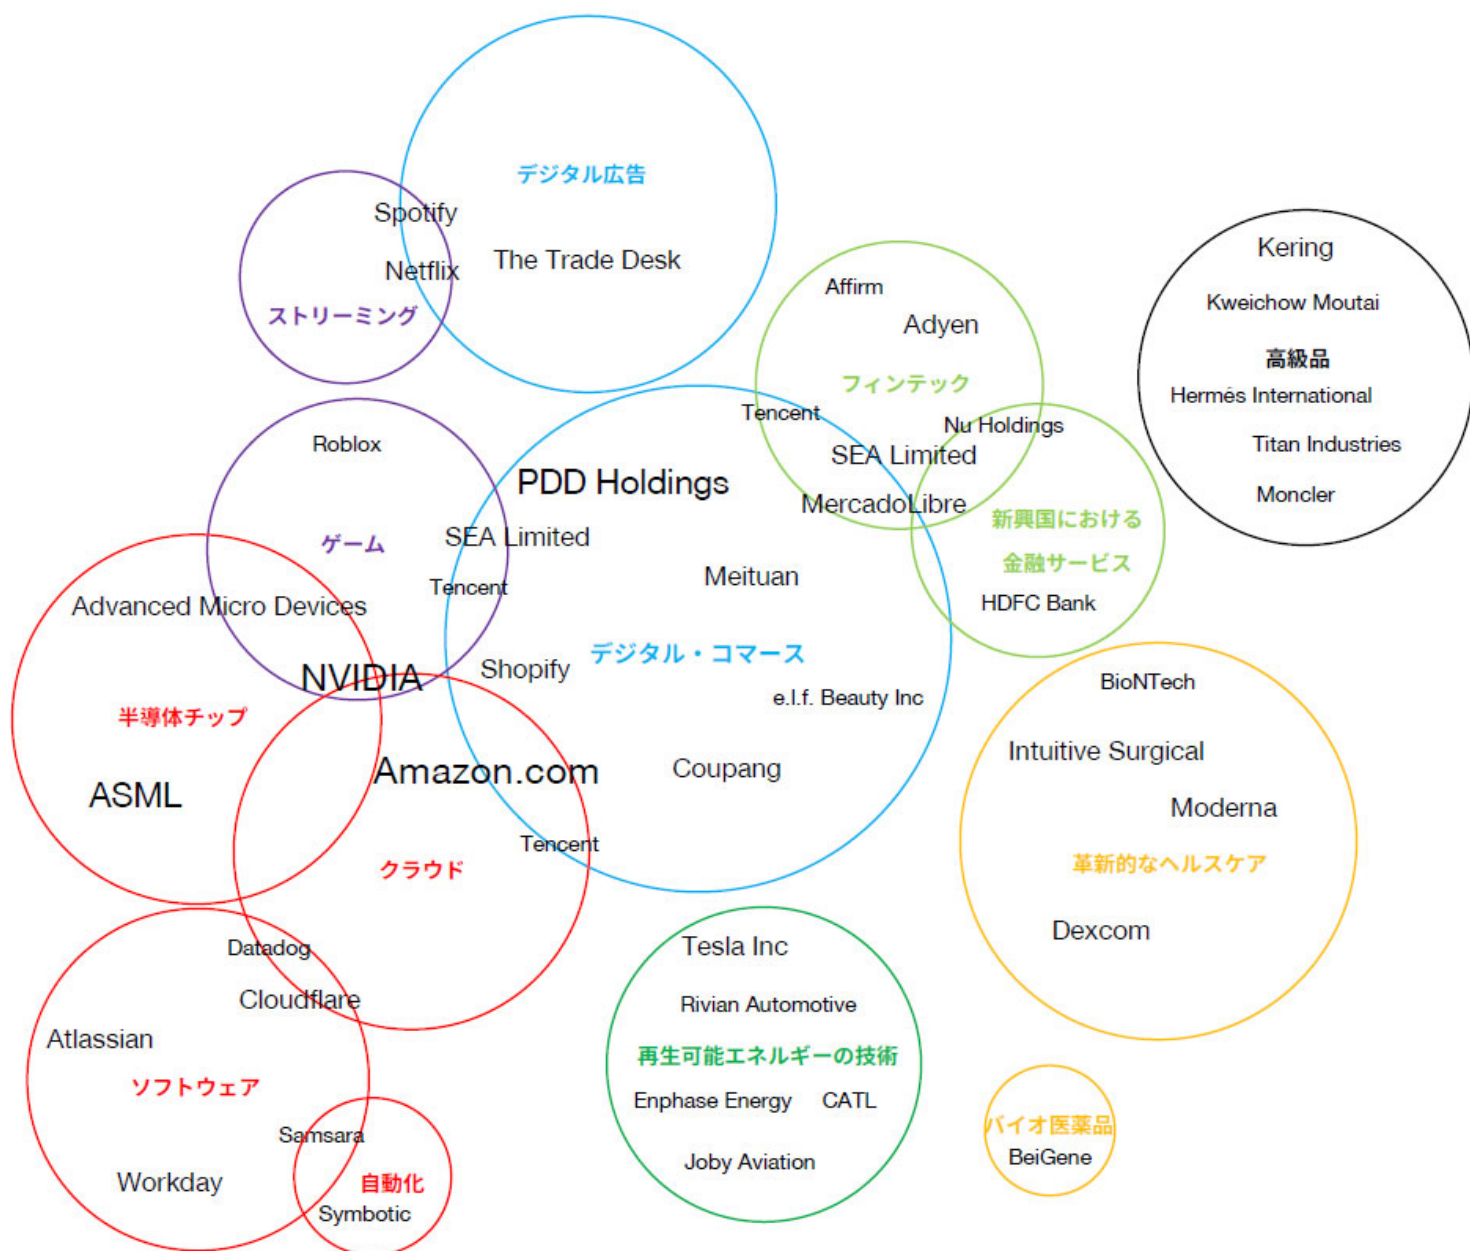 デジタル広告
Spotify
The Trade Desk
Netflix
ストリーミング
Kering
Kweichow Moutai
高級品
Hermés International
Titan Industries
Moncler
Affirm
Adyen
フィンテック
Tencent
Nu Holdings
SEA Limited
MercadoLibre
新興国における
金融サービス
HDFC Bank
Roblox
ゲーム
PDD Holdings
SEA Limited
Tencent
Meituan
Shopify
デジタル・コマース
e.l.f. Beauty Inc
Coupang
Advanced Micro Devices
NVIDIA
半導体チップ
ASML
Amazon.com
Tencent
クラウド
BioNTech
Intuitive Surgical
Moderna
革新的なヘルスケア
Dexcom
Datadog
Cloudflare
Atlassian
ソフトウェア
Samsara
Workday
自動化
Symbotic
Tesla Inc
Rivian Automotive
再生可能エネルギーの技術
Enphase Energy CATL
Joby Aviation
バイオ医薬品
BeiGene